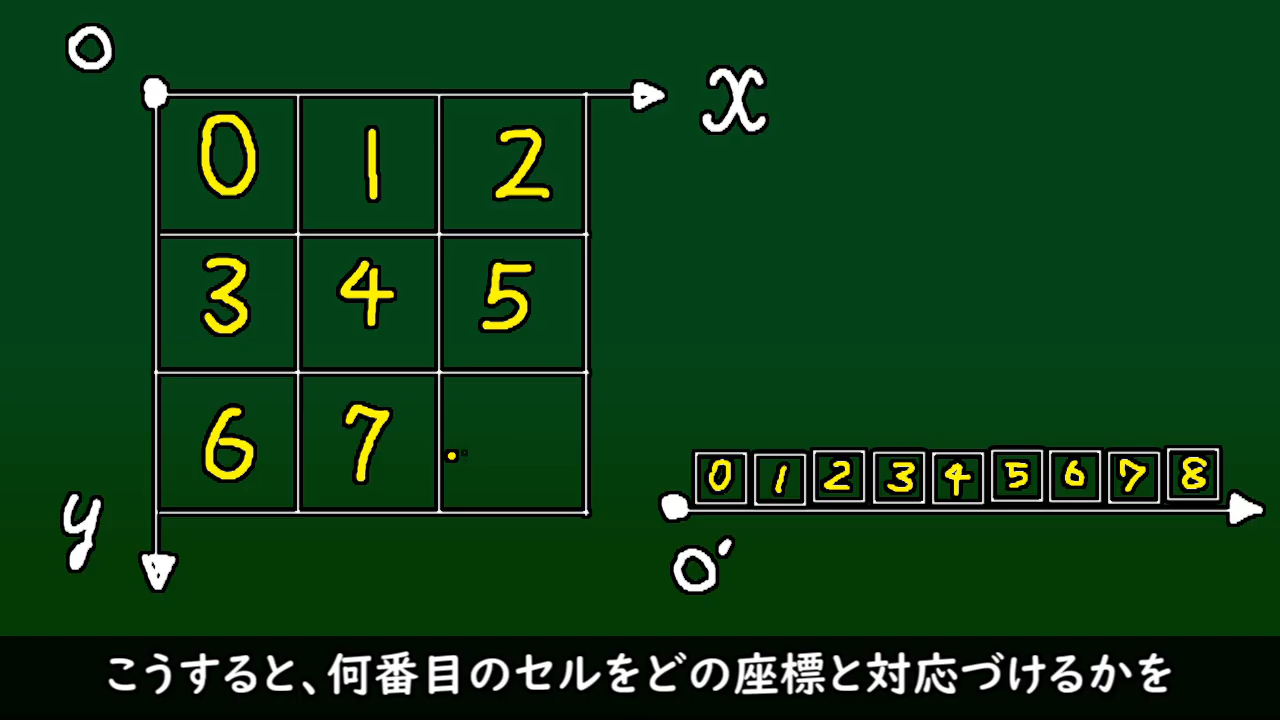 O
x
0 1 2
3 4 5
6 7
y
0 1 2 3 4 5 6 7 8
O′
こうすると、何番目のセルをどの座標と対応づけるかを